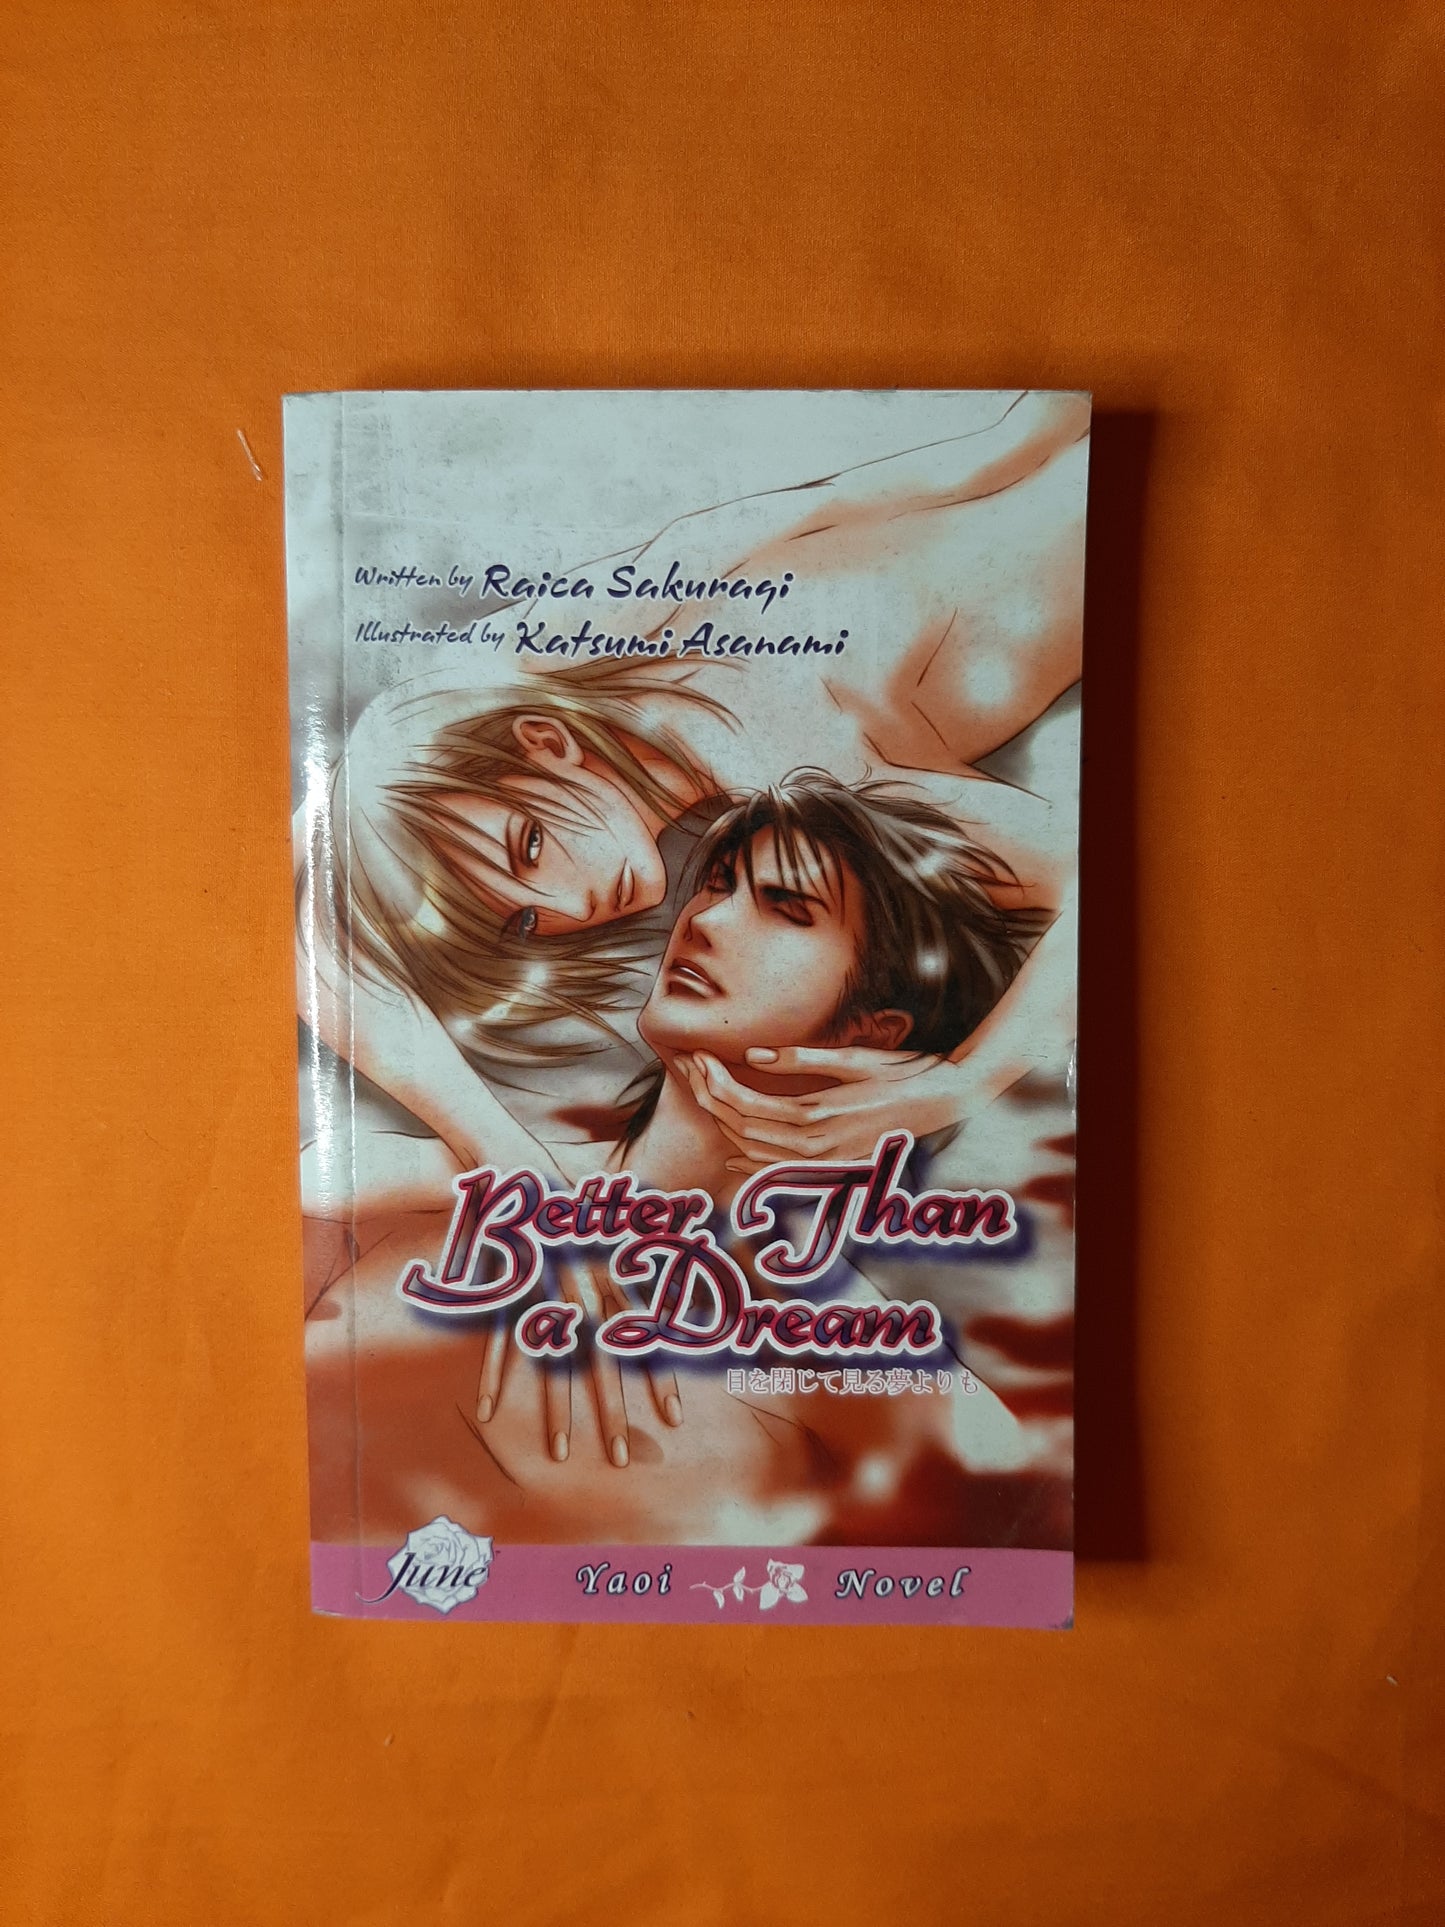 Written by Raica Sakuragi
Illustrated by Katsumi Asanami
Better Than
a Dream
目を閉じて見る夢よりも
June
Yaoi Novel